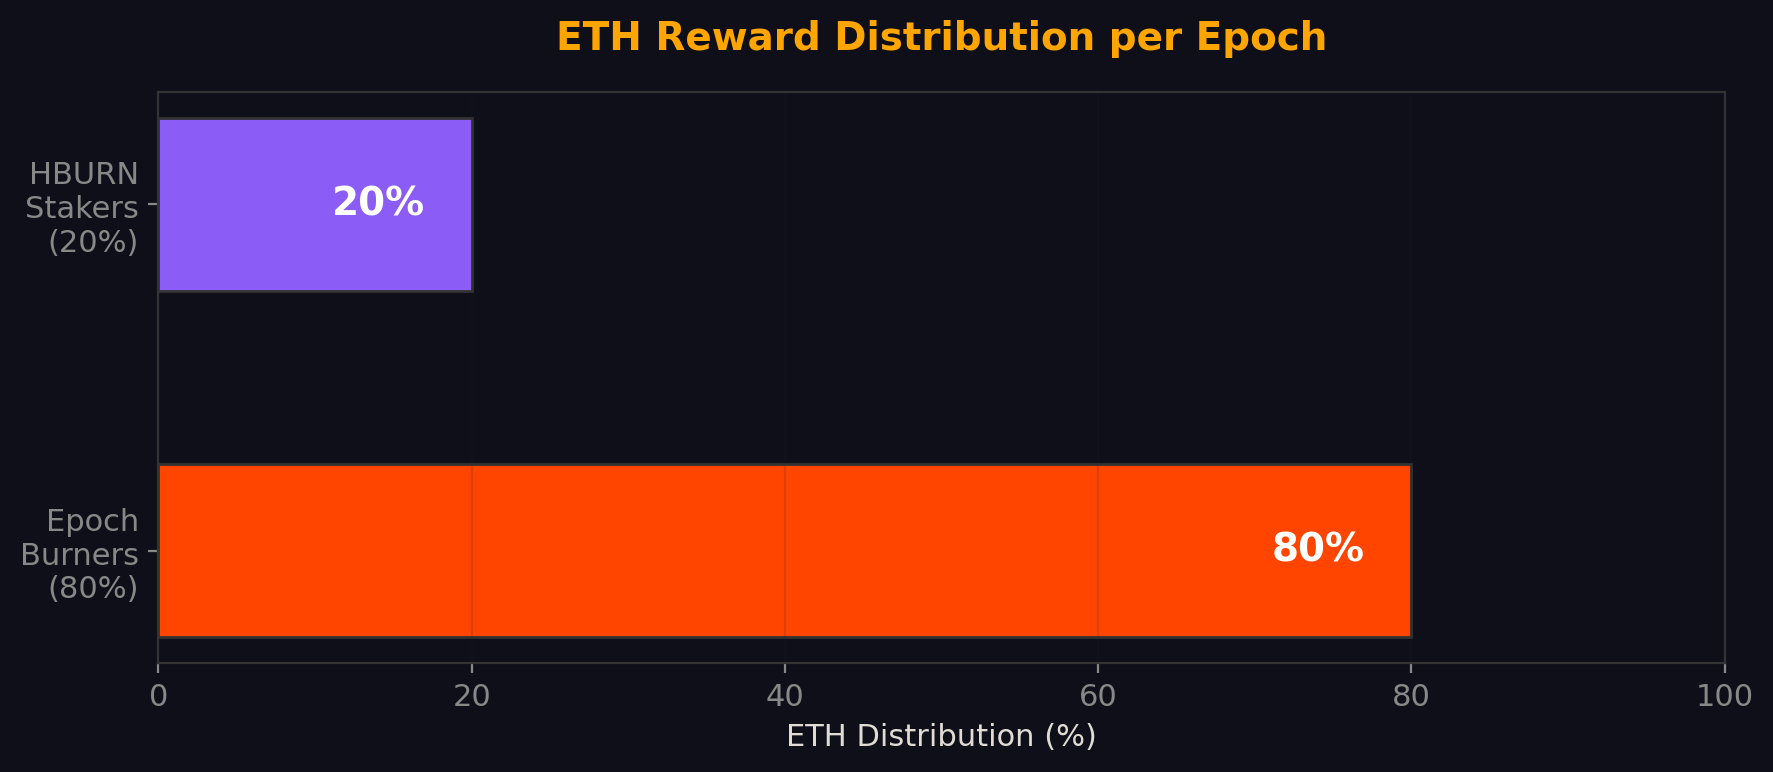 ETH Reward Distribution per Epoch
HBURN
Stakers
(20%)
20%
Epoch
Burners
(80%)
80%
0 20 40 60 80 100
ETH Distribution (%)